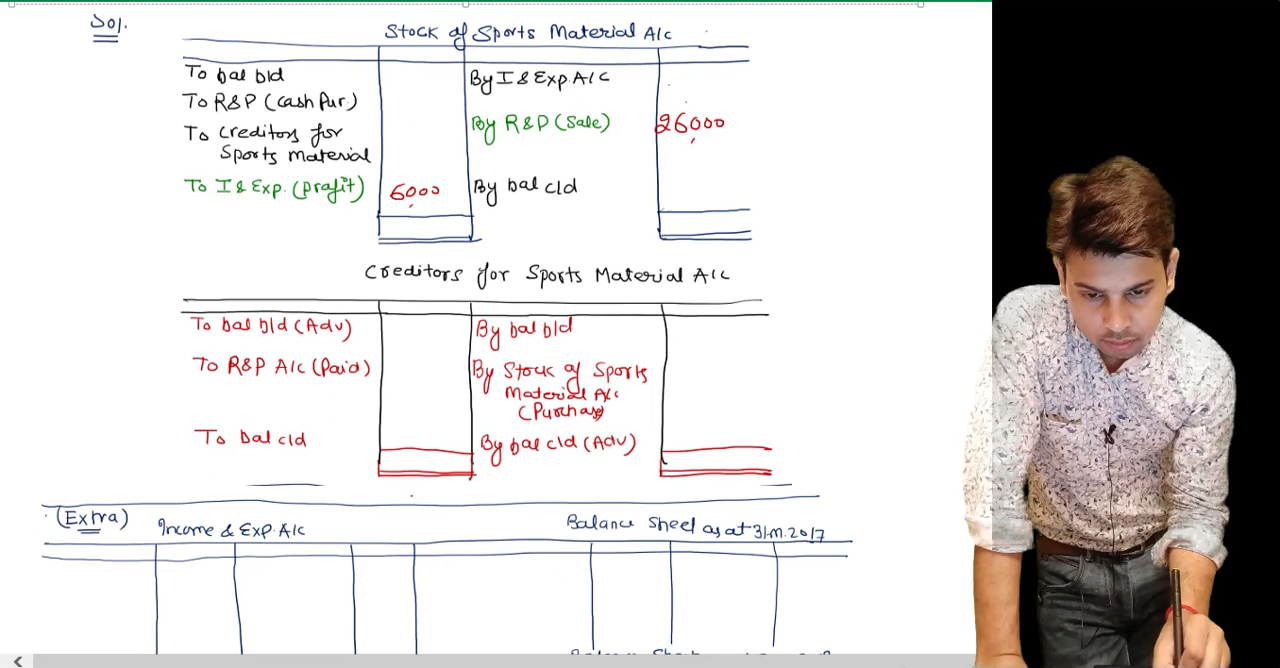 Sol.
Stock of Sports Material A/c
To bal b/d
By I & Exp. A/c
To R&P (Cash Pur.)
By R&P (Sale) 26000
To Creditors for
Sports Material
To I & Exp. (Profit) 6000
By bal c/d
Creditors for Sports Material A/c
To bal b/d (Adv)
By bal b/d
To R&P A/c (Paid)
By Stock of Sports
Material A/c
(Purchase)
To bal c/d
By bal c/d (Adv)
(Extra)
Income & Exp. A/c
Balance Sheet as at 31.m.2017